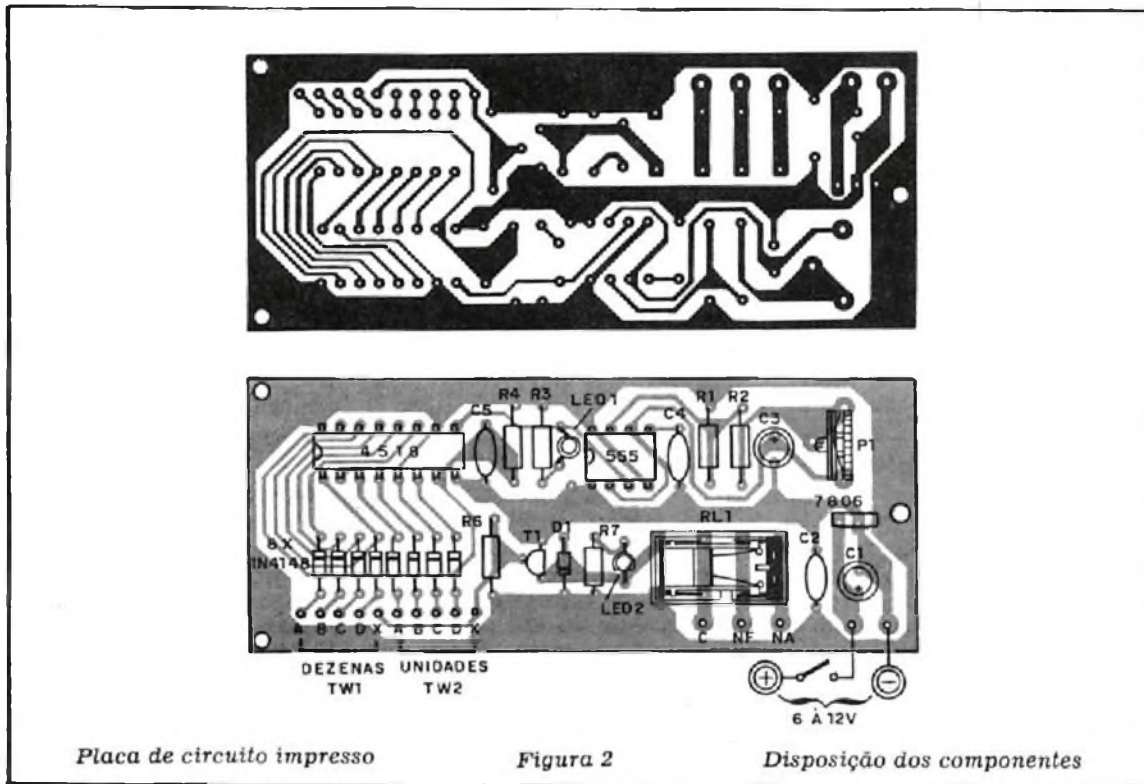 R4 R3
LED1
C5
R1 R2
C4
C3
4518
555
P1
7806
R6
T1
D1
R7
RL1
C2
C1
8 X
1N4148
LED2
A B C D X A B C D X
C NF NA
DEZENAS UNIDADES
TW1 TW2
+ -
6 À 12V
Placa de circuito impresso Figura 2 Disposição dos componentes